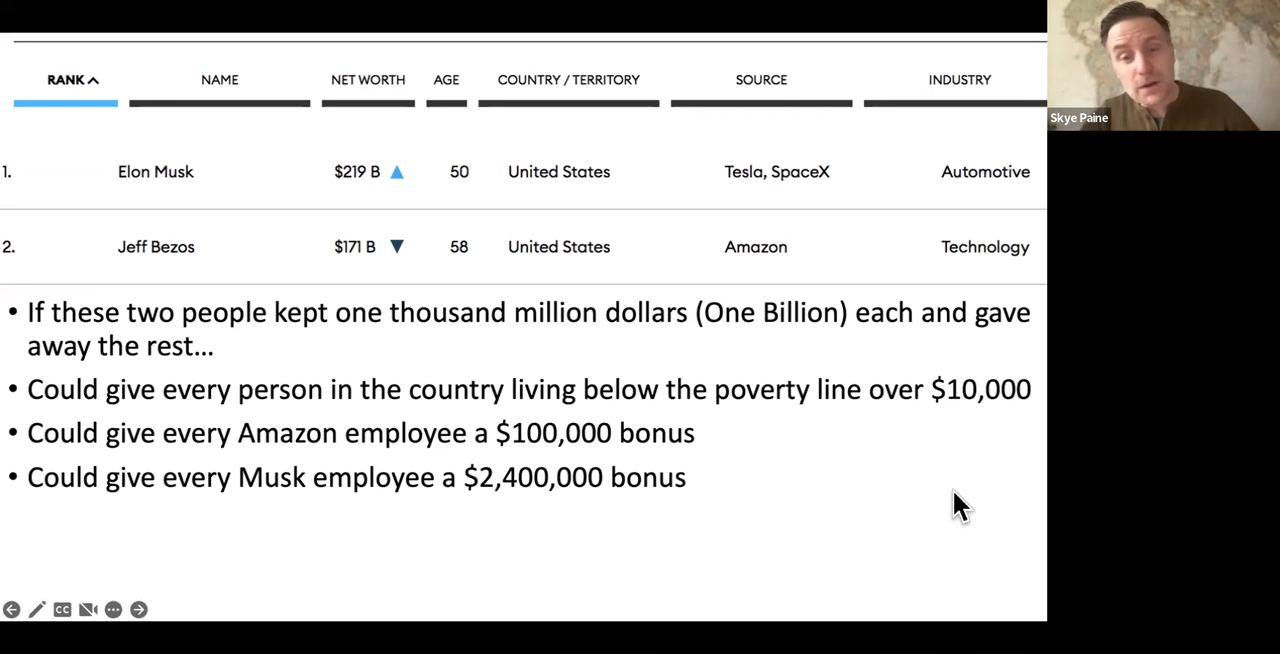 RANK NAME NET WORTH AGE COUNTRY / TERRITORY SOURCE INDUSTRY
Skye Paine
1. Elon Musk $219 B 50 United States Tesla, SpaceX Automotive
2. Jeff Bezos $171 B 58 United States Amazon Technology
• If these two people kept one thousand million dollars (One Billion) each and gave
away the rest...
• Could give every person in the country living below the poverty line over $10,000
• Could give every Amazon employee a $100,000 bonus
• Could give every Musk employee a $2,400,000 bonus
CC